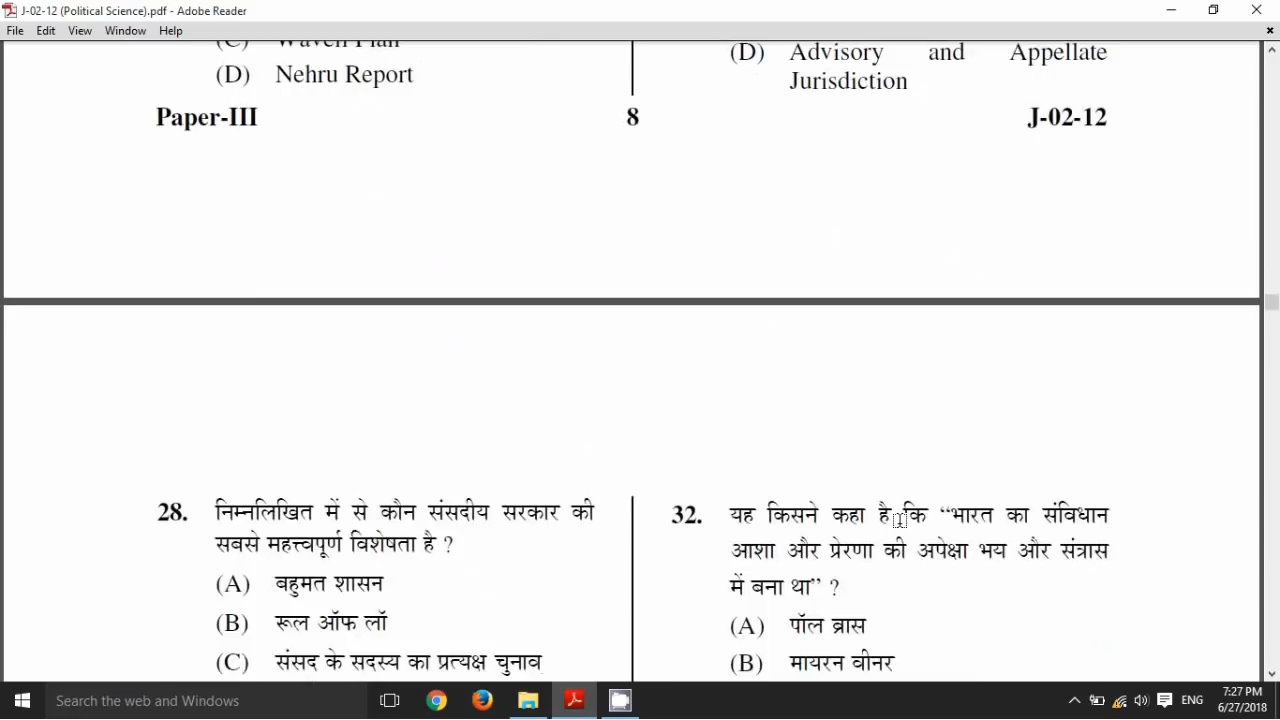 J-02-12 (Political Science).pdf - Adobe Reader
File Edit View Window Help
(C) Wavell Plan
(D) Nehru Report
(D) Advisory and Appellate
Jurisdiction
Paper-III 8 J-02-12
28. निम्नलिखित में से कौन संसदीय सरकार की
सबसे महत्त्वपूर्ण विशेषता है ?
(A) बहुमत शासन
(B) रूल ऑफ लॉ
(C) संसद के सदस्य का प्रत्यक्ष चुनाव
32. यह किसने कहा है कि “भारत का संविधान
आशा और प्रेरणा की अपेक्षा भय और संत्रास
में बना था” ?
(A) पॉल ब्रास
(B) मायरन वीनर
Search the web and Windows
ENG
7:27 PM
6/27/2018